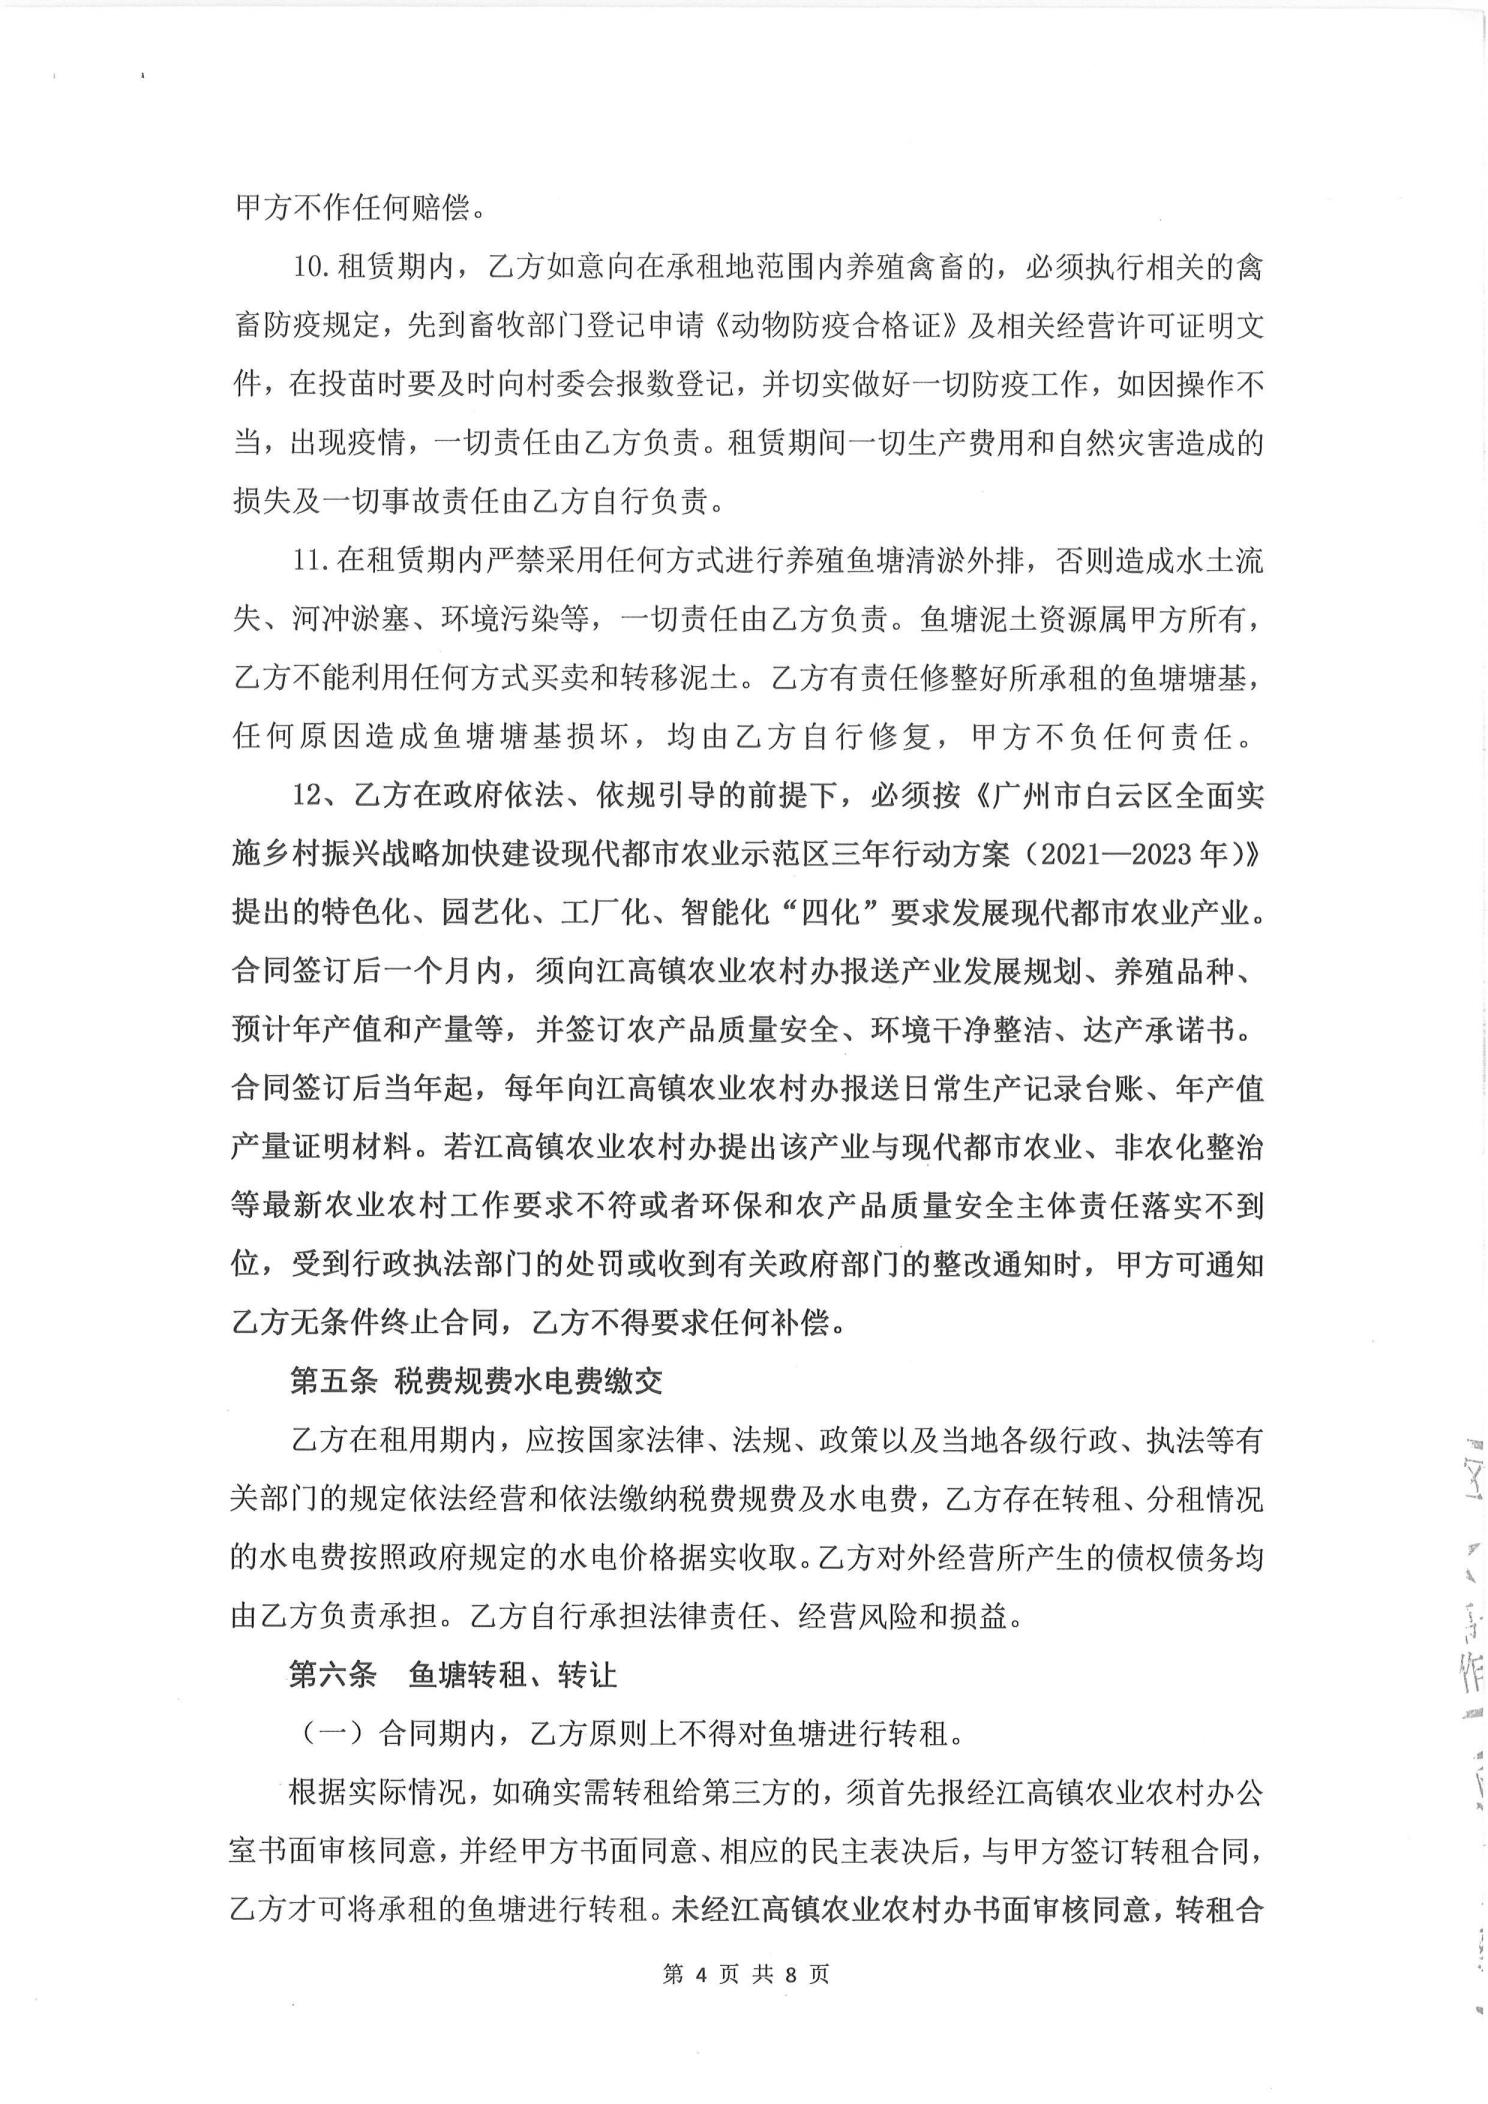 甲方不作任何赔偿。
10.租赁期内，乙方如意向在承租地范围内养殖禽畜的，必须执行相关的禽
畜防疫规定，先到畜牧部门登记申请《动物防疫合格证》及相关经营许可证明文
件，在投苗时要及时向村委会报数登记，并切实做好一切防疫工作，如因操作不
当，出现疫情，一切责任由乙方负责。租赁期间一切生产费用和自然灾害造成的
损失及一切事故责任由乙方自行负责。
11.在租赁期内严禁采用任何方式进行养殖鱼塘清淤外排，否则造成水土流
失、河冲淤塞、环境污染等，一切责任由乙方负责。鱼塘泥土资源属甲方所有，
乙方不能利用任何方式买卖和转移泥土。乙方有责任修整好所承租的鱼塘塘基，
任何原因造成鱼塘塘基损坏，均由乙方自行修复，甲方不负任何责任。
12、乙方在政府依法、依规引导的前提下，必须按《广州市白云区全面实
施乡村振兴战略加快建设现代都市农业示范区三年行动方案（2021—2023 年）》
提出的特色化、园艺化、工厂化、智能化“四化”要求发展现代都市农业产业。
合同签订后一个月内，须向江高镇农业农村办报送产业发展规划、养殖品种、
预计年产值和产量等，并签订农产品质量安全、环境干净整洁、达产承诺书。
合同签订后当年起，每年向江高镇农业农村办报送日常生产记录台账、年产值
产量证明材料。若江高镇农业农村办提出该产业与现代都市农业、非农化整治
等最新农业农村工作要求不符或者环保和农产品质量安全主体责任落实不到
位，受到行政执法部门的处罚或收到有关政府部门的整改通知时，甲方可通知
乙方无条件终止合同，乙方不得要求任何补偿。
第五条 税费规费水电费缴交
乙方在租用期内，应按国家法律、法规、政策以及当地各级行政、执法等有
关部门的规定依法经营和依法缴纳税费规费及水电费，乙方存在转租、分租情况
的水电费按照政府规定的水电价格据实收取。乙方对外经营所产生的债权债务均
由乙方负责承担。乙方自行承担法律责任、经营风险和损益。
第六条　鱼塘转租、转让
（一）合同期内，乙方原则上不得对鱼塘进行转租。
根据实际情况，如确实需转租给第三方的，须首先报经江高镇农业农村办公
室书面审核同意，并经甲方书面同意、相应的民主表决后，与甲方签订转租合同，
乙方才可将承租的鱼塘进行转租。未经江高镇农业农村办书面审核同意，转租合
第 4 页 共 8 页